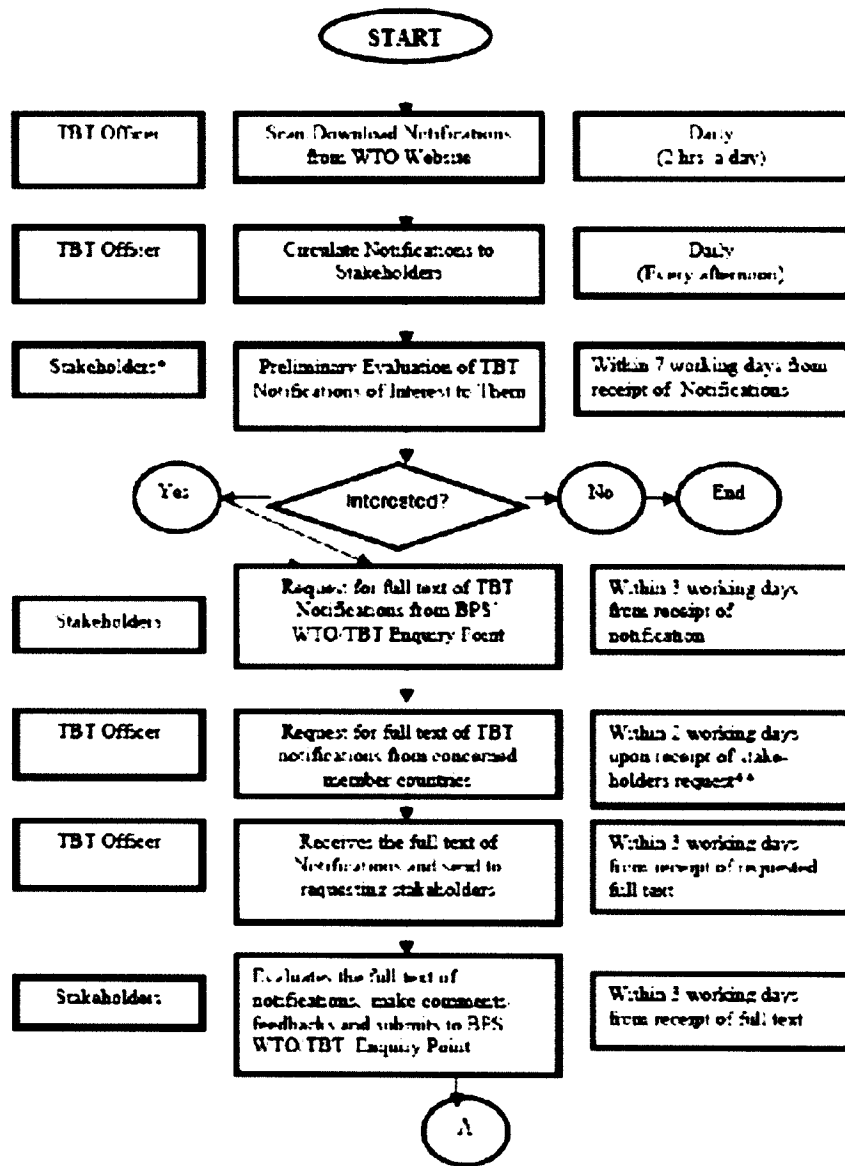 START
TBT Officer
Scan/Download Notifications
from WTO Website
Daily
(2 hrs. a day)
TBT Officer
Circulate Notifications to
Stakeholders
Daily
(Every afternoon)
Stakeholders*
Preliminary Evaluation of TBT
Notifications of Interest to Them
Within 7 working days from
receipt of Notifications
Yes
Interested?
No
End
Stakeholders
Request for full text of TBT
Notifications from BPS'
WTO/TBT Enquiry Point
Within 3 working days
from receipt of
notification
TBT Officer
Request for full text of TBT
notifications from concerned
member countries
Within 2 working days
upon receipt of stake-
holders request**
TBT Officer
Receives the full text of
Notifications and send to
requesting stakeholders
Within 3 working days
from receipt of requested
full text
Stakeholders
Evaluates the full text of
notifications, make comments
feedbacks and submits to BPS
WTO/TBT Enquiry Point
Within working days
from receipt of full text
A